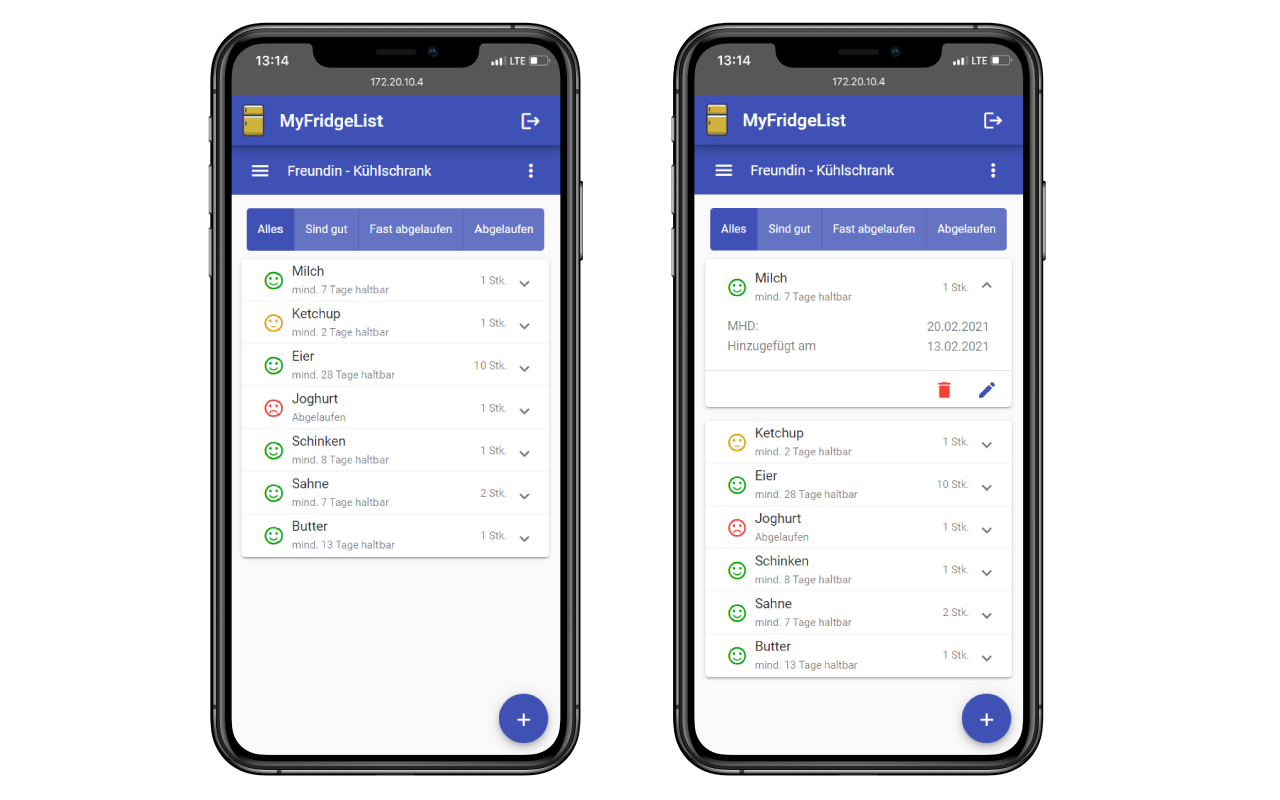 13:14
LTE
172.20.10.4
MyFridgeList
Freundin - Kühlschrank
Alles Sind gut Fast abgelaufen Abgelaufen
Milch
mind. 7 Tage haltbar
1 Stk.
Ketchup
mind. 2 Tage haltbar
1 Stk.
Eier
mind. 28 Tage haltbar
10 Stk.
Joghurt
Abgelaufen
1 Stk.
Schinken
mind. 8 Tage haltbar
1 Stk.
Sahne
mind. 7 Tage haltbar
2 Stk.
Butter
mind. 13 Tage haltbar
1 Stk.
+
13:14
LTE
172.20.10.4
MyFridgeList
Freundin - Kühlschrank
Alles Sind gut Fast abgelaufen Abgelaufen
Milch
mind. 7 Tage haltbar
1 Stk.
MHD: 20.02.2021
Hinzugefügt am 13.02.2021
Ketchup
mind. 2 Tage haltbar
1 Stk.
Eier
mind. 28 Tage haltbar
10 Stk.
Joghurt
Abgelaufen
1 Stk.
Schinken
mind. 8 Tage haltbar
1 Stk.
Sahne
mind. 7 Tage haltbar
2 Stk.
Butter
mind. 13 Tage haltbar
1 Stk.
+